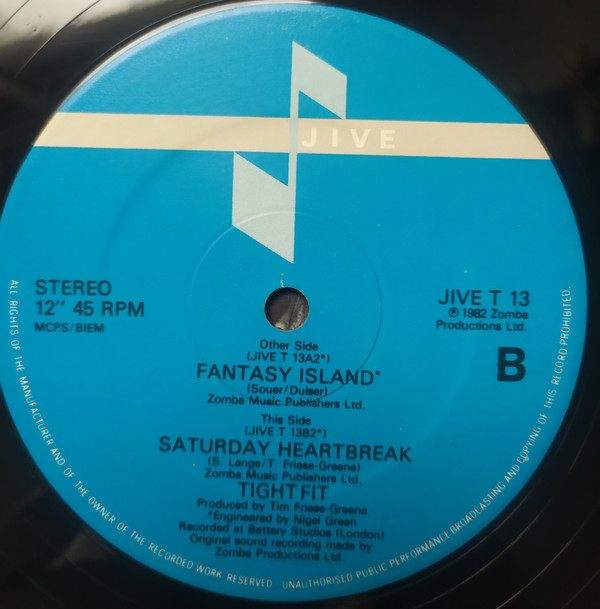 JIVE
STEREO
12" 45 RPM
MCPS/BIEM
JIVE T 13
℗ 1982 Zomba
Productions Ltd.
B
Other Side
(JIVE T 13A2*)
FANTASY ISLAND*
(Souer/Duiser)
Zomba Music Publishers Ltd.
This Side
(JIVE T 13B2*)
SATURDAY HEARTBREAK
(S. Lange/T. Friese-Greene)
Zomba Music Publishers Ltd.
TIGHT FIT
Produced by Tim Friese-Greene
*Engineered by Nigel Green
Recorded at Battery Studios (London)
Original sound recording made by
Zomba Productions Ltd.
ALL RIGHTS OF THE MANUFACTURER AND OF THE OWNER OF THE RECORDED WORK RESERVED UNAUTHORISED PUBLIC PERFORMANCE BROADCASTING AND COPYING OF THIS RECORD PROHIBITED.